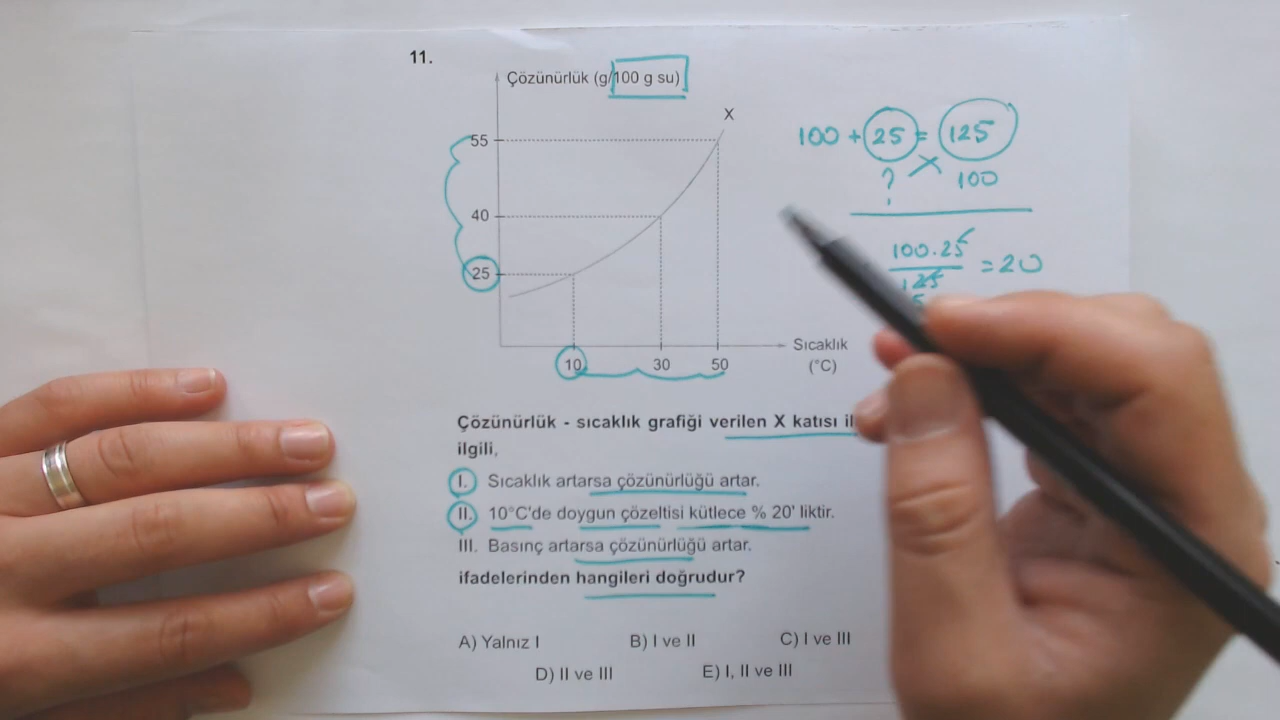 11.
Çözünürlük (g/100 g su)
X
55
40
25
10 30 50
Sıcaklık
(°C)
100 + 25 = 125
? 100
100.25
125
5
= 20
Çözünürlük - sıcaklık grafiği verilen X katısı
ilgili,
I. Sıcaklık artarsa çözünürlüğü artar.
II. 10°C'de doygun çözeltisi kütlece % 20' liktir.
III. Basınç artarsa çözünürlüğü artar.
ifadelerinden hangileri doğrudur?
A) Yalnız I B) I ve II C) I ve III
D) II ve III E) I, II ve III